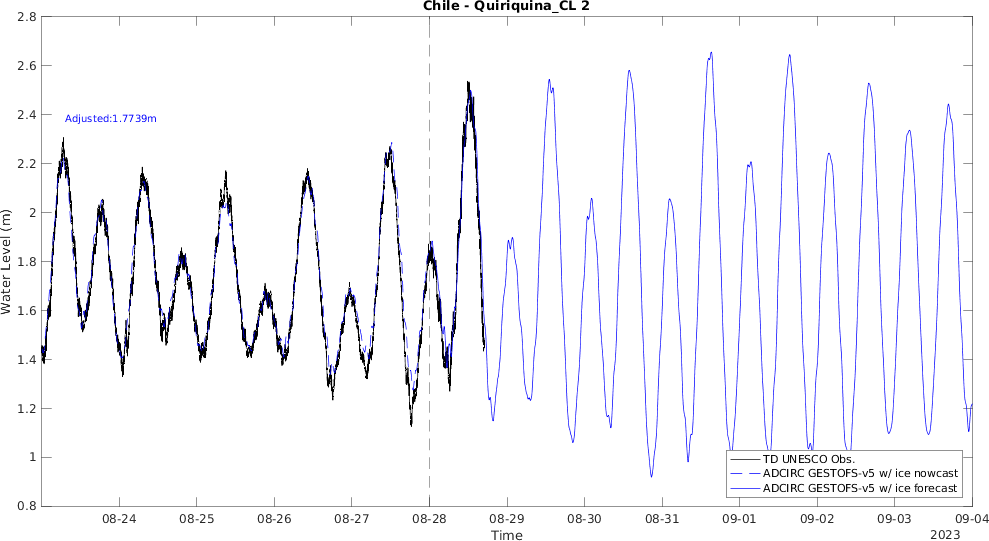 Chile - Quiriquina_CL 2
Water Level (m)
2.8
2.6
2.4
2.2
2
1.8
1.6
1.4
1.2
1
0.8
Adjusted:1.7739m
TD UNESCO Obs.
ADCIRC GESTOFS-v5 w/ ice nowcast
ADCIRC GESTOFS-v5 w/ ice forecast
08-24 08-25 08-26 08-27 08-28 08-29 08-30 08-31 09-01 09-02 09-03 09-04
Time
2023